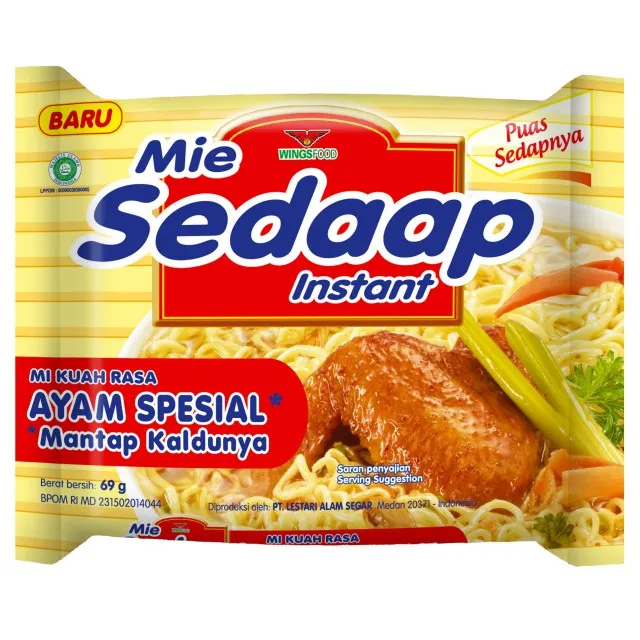 BARU
WINGSFOOD
Puas
Sedapnya
Mie
Sedaap
Instant
MI KUAH RASA
AYAM SPESIAL*
*Mantap Kaldunya
Saran penyajian
Serving Suggestion
Berat bersih: 69 g
BPOM RI MD 231502014044
Diproduksi oleh: PT. LESTARI ALAM SEGAR Medan 20371 - Indonesia
Mie
MI KUAH RASA